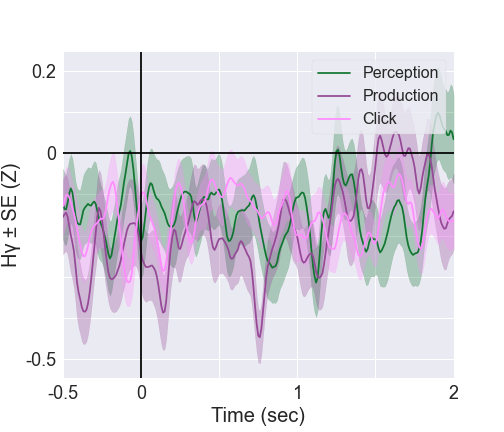 Perception
Production
Click
0.2
0
-0.5
Hγ ± SE (Z)
-0.5
0
1
2
Time (sec)